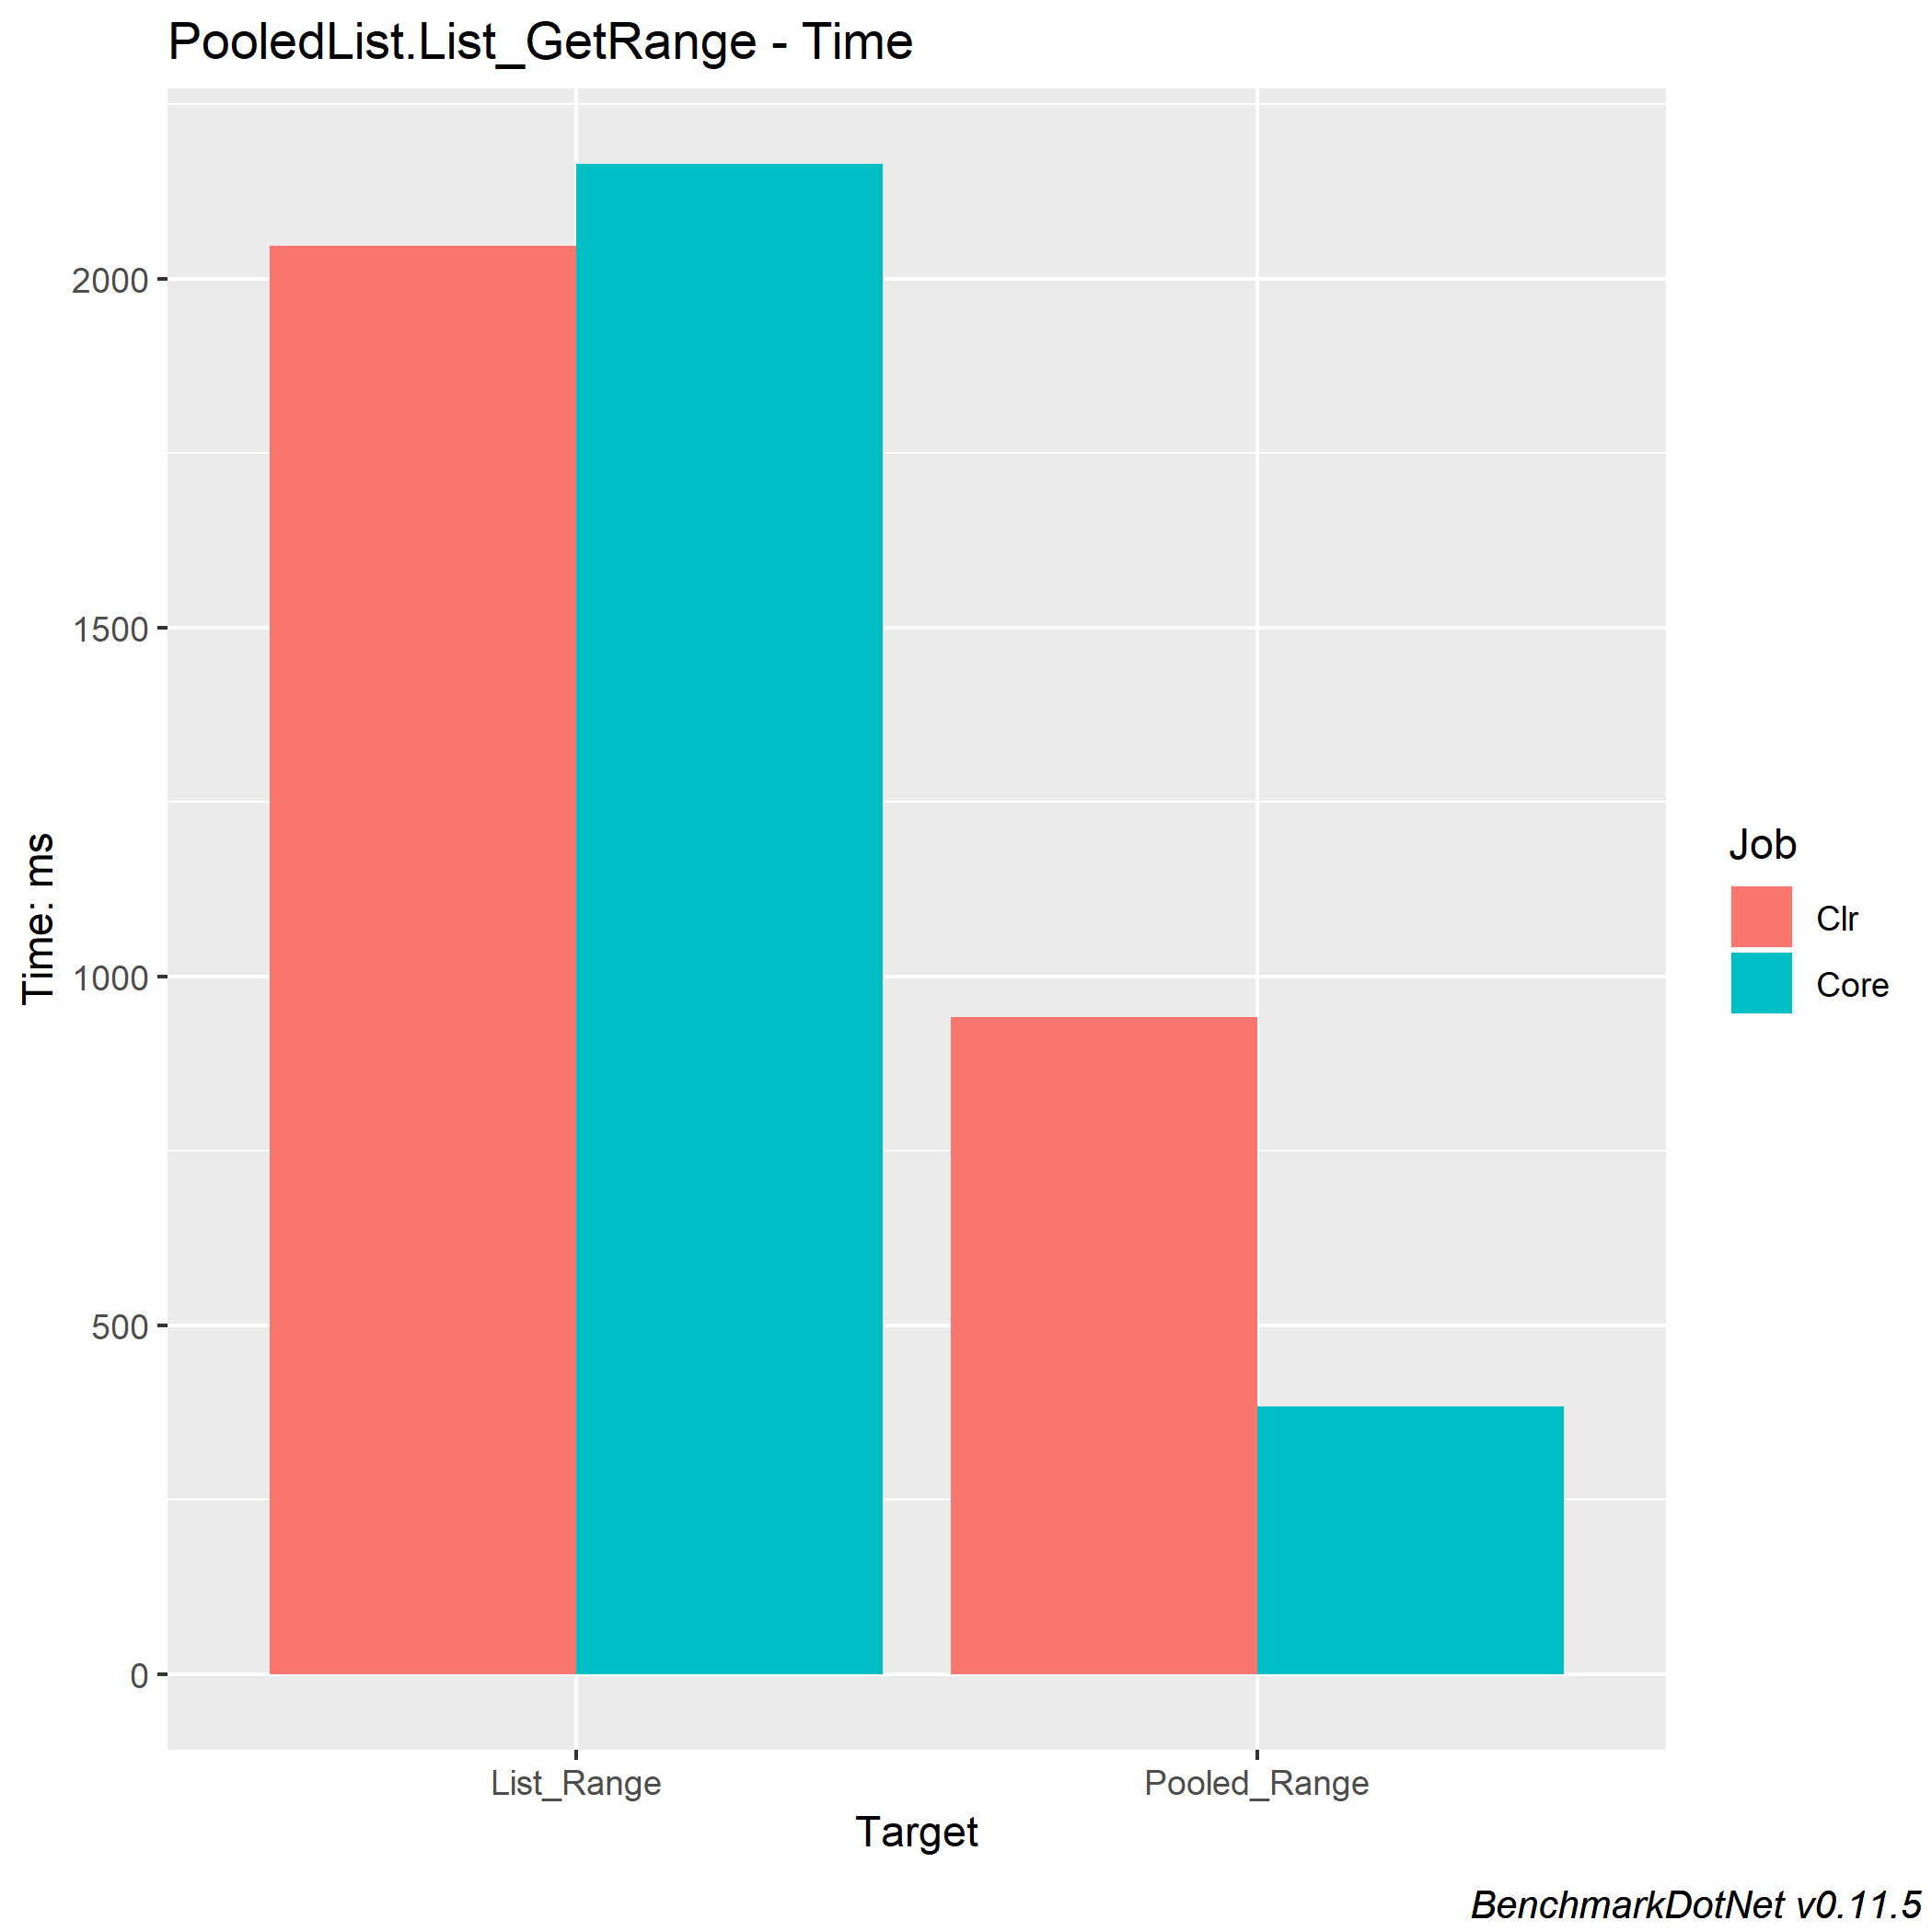 PooledList.List_GetRange - Time
Time: ms
2000
1500
1000
500
0
List_Range
Pooled_Range
Target
Job
Clr
Core
BenchmarkDotNet v0.11.5